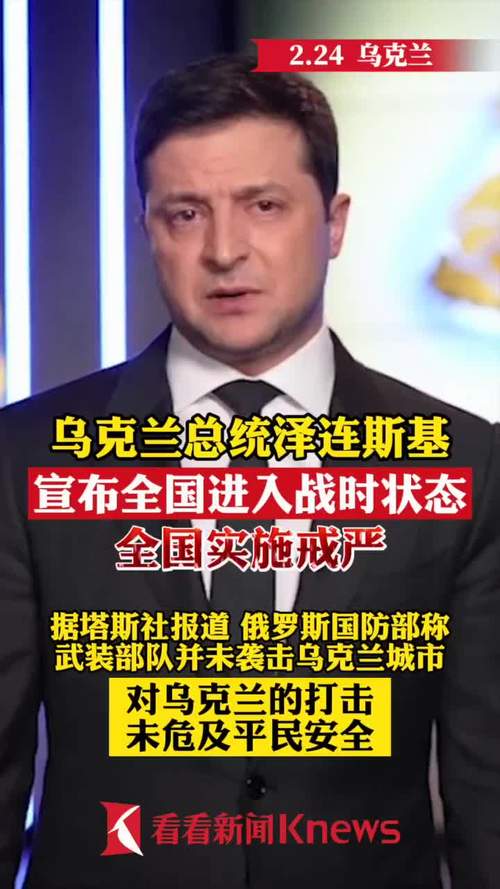 2.24 乌克兰
乌克兰总统泽连斯基
宣布全国进入战时状态
全国实施戒严
据塔斯社报道 俄罗斯国防部称
武装部队并未袭击乌克兰城市
对乌克兰的打击
未危及平民安全
看看新闻Knews